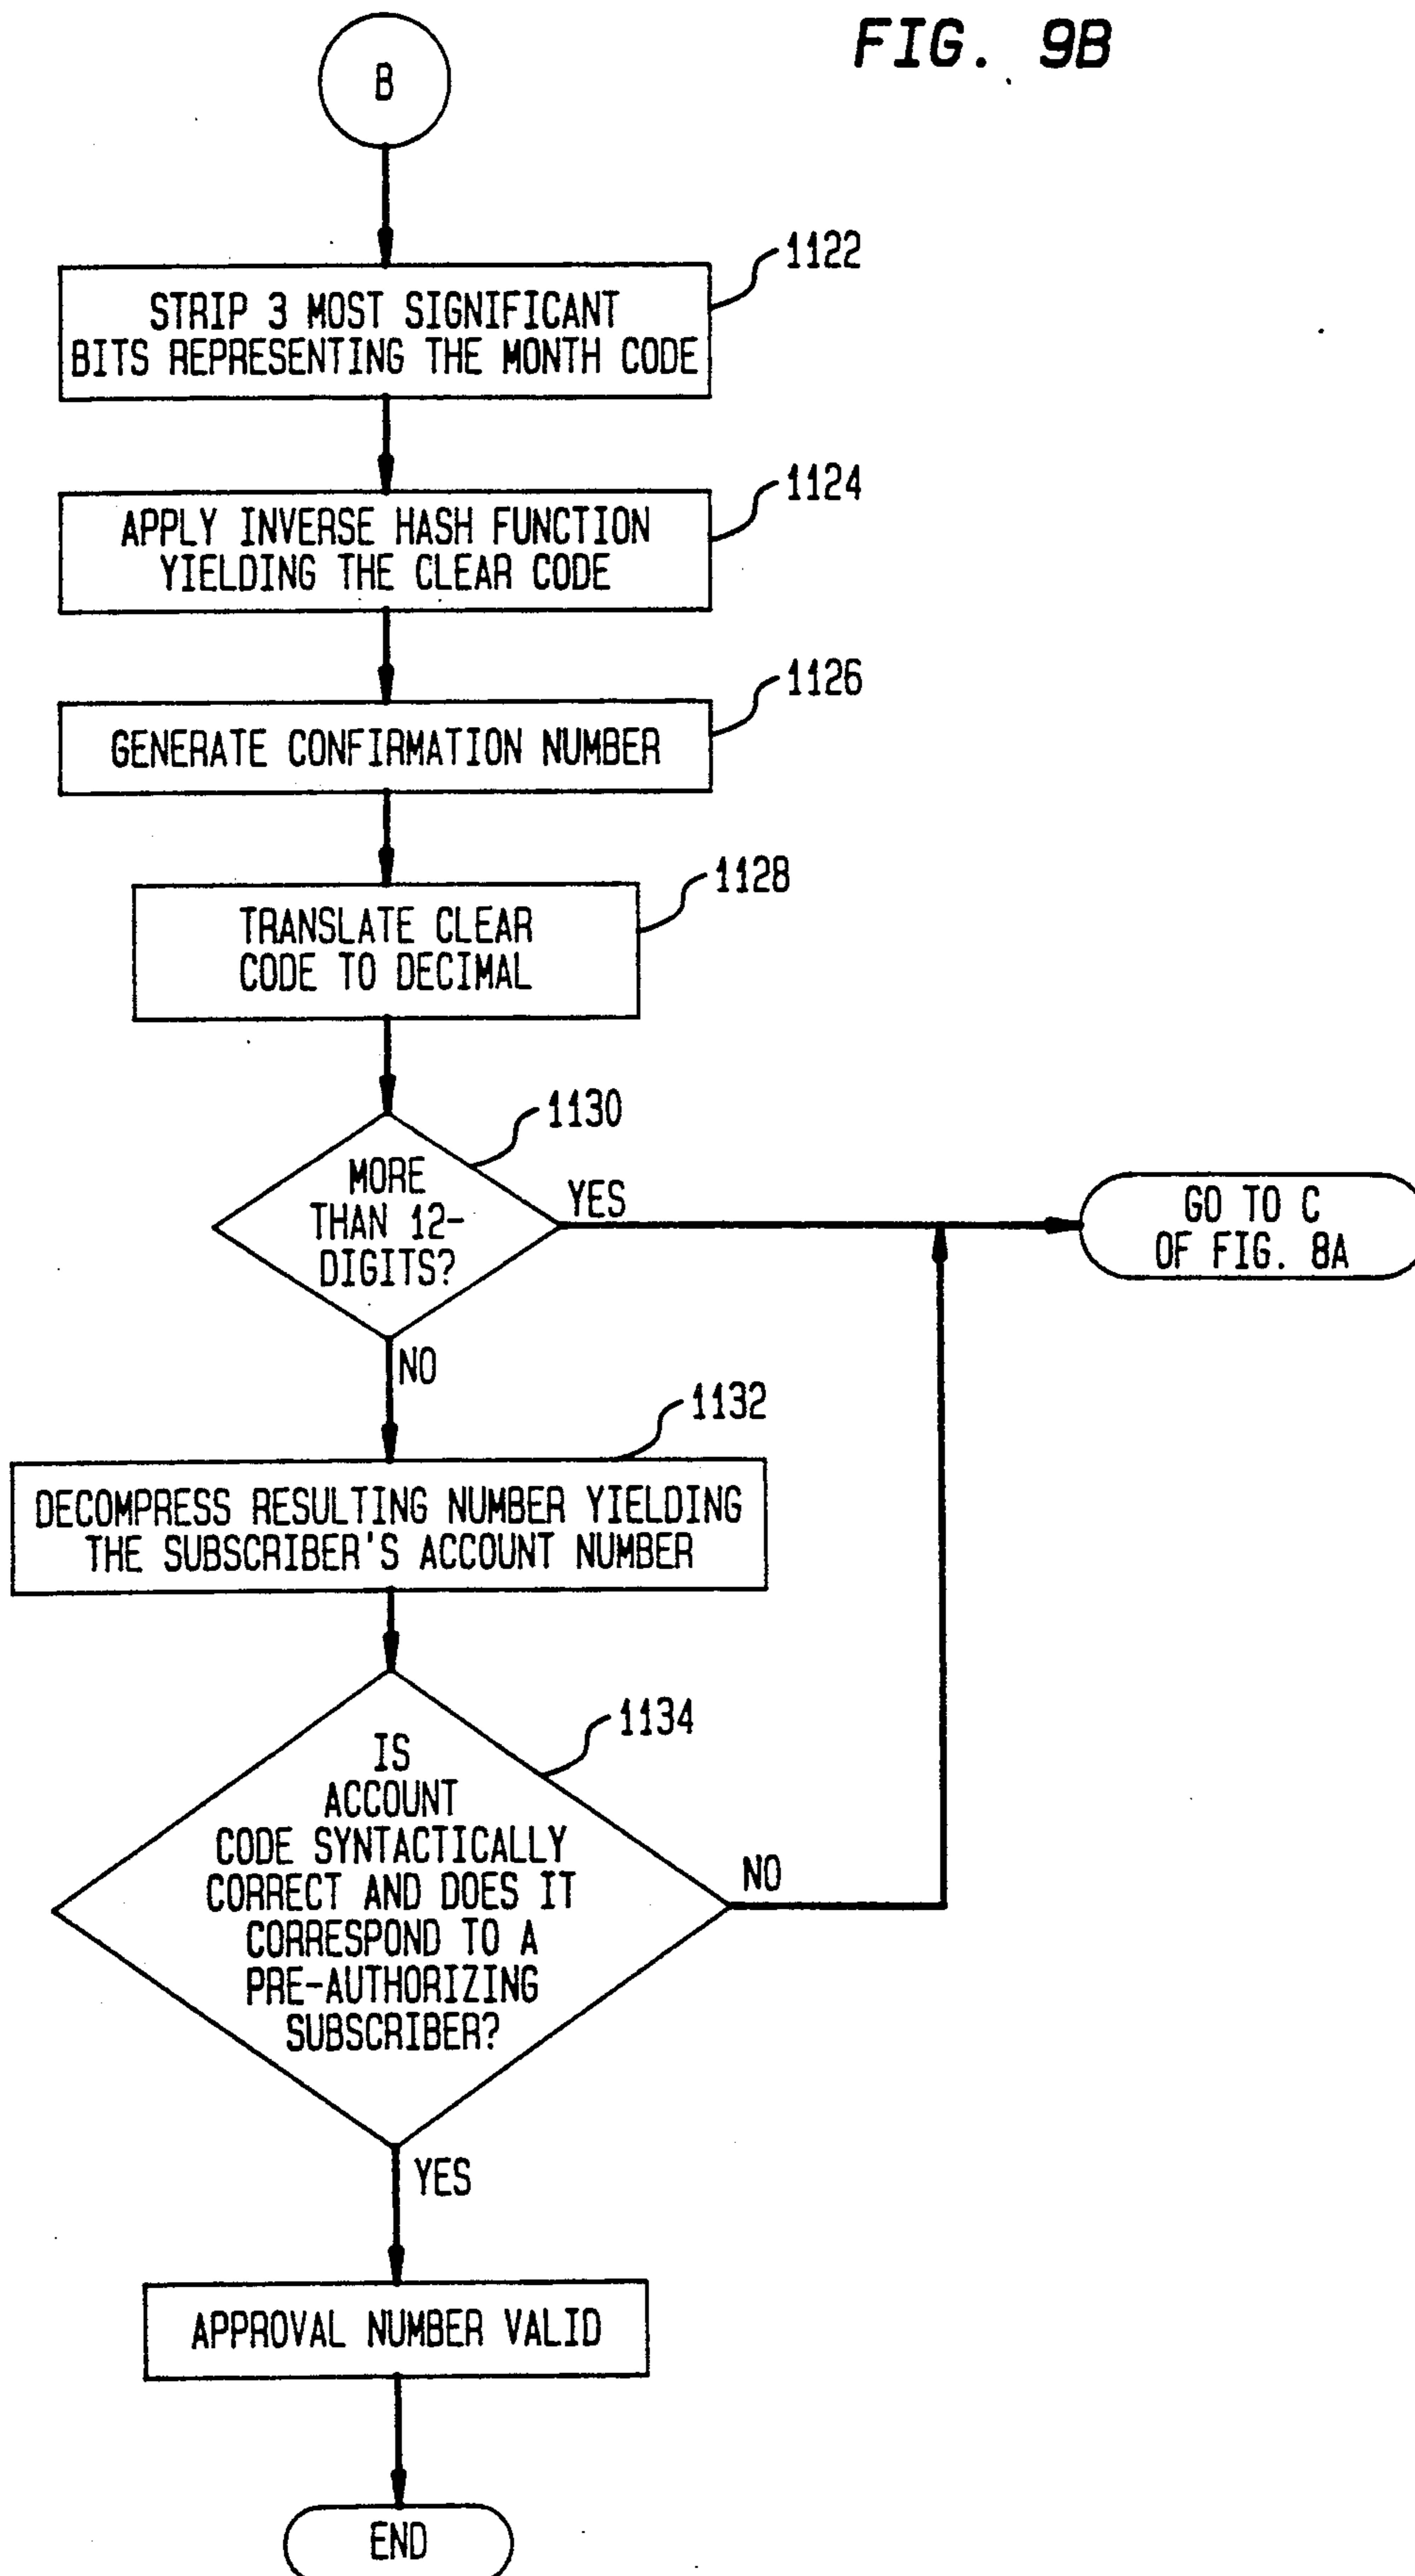 FIG. 9B
B
1122
STRIP 3 MOST SIGNIFICANT
BITS REPRESENTING THE MONTH CODE
1124
APPLY INVERSE HASH FUNCTION
YIELDING THE CLEAR CODE
1126
GENERATE CONFIRMATION NUMBER
1128
TRANSLATE CLEAR
CODE TO DECIMAL
1130
MORE
THAN 12-
DIGITS?
YES
GO TO C
OF FIG. 8A
NO
1132
DECOMPRESS RESULTING NUMBER YIELDING
THE SUBSCRIBER'S ACCOUNT NUMBER
1134
IS
ACCOUNT
CODE SYNTACTICALLY
CORRECT AND DOES IT
CORRESPOND TO A
PRE-AUTHORIZING
SUBSCRIBER?
NO
YES
APPROVAL NUMBER VALID
END